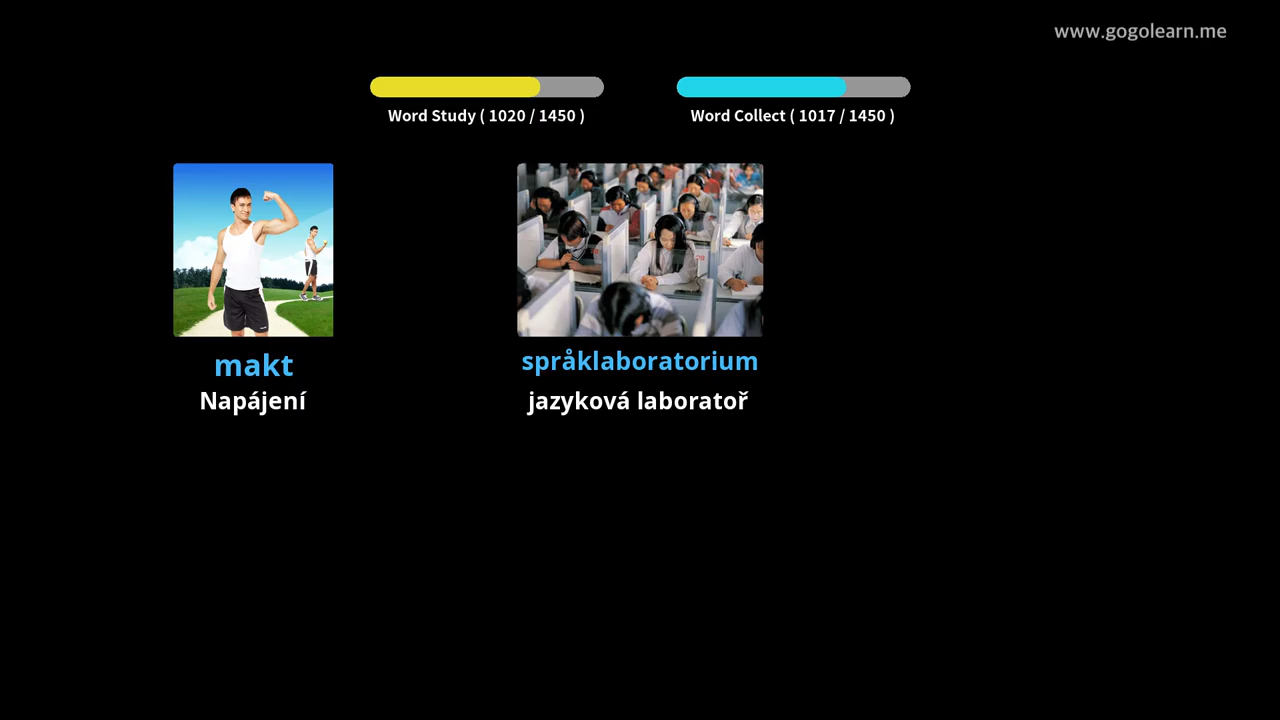 www.gogolearn.me
Word Study ( 1020 / 1450 )
Word Collect ( 1017 / 1450 )
makt
Napájení
språklaboratorium
jazyková laboratoř